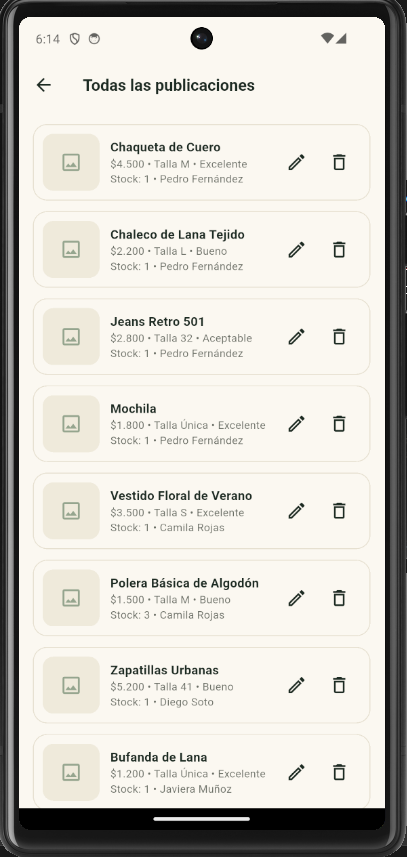 6:14
Todas las publicaciones
Chaqueta de Cuero
$4.500 • Talla M • Excelente
Stock: 1 • Pedro Fernández
Chaleco de Lana Tejido
$2.200 • Talla L • Bueno
Stock: 1 • Pedro Fernández
Jeans Retro 501
$2.800 • Talla 32 • Aceptable
Stock: 1 • Pedro Fernández
Mochila
$1.800 • Talla Única • Excelente
Stock: 1 • Pedro Fernández
Vestido Floral de Verano
$3.500 • Talla S • Excelente
Stock: 1 • Camila Rojas
Polera Básica de Algodón
$1.500 • Talla M • Bueno
Stock: 3 • Camila Rojas
Zapatillas Urbanas
$5.200 • Talla 41 • Bueno
Stock: 1 • Diego Soto
Bufanda de Lana
$1.200 • Talla Única • Excelente
Stock: 1 • Javiera Muñoz